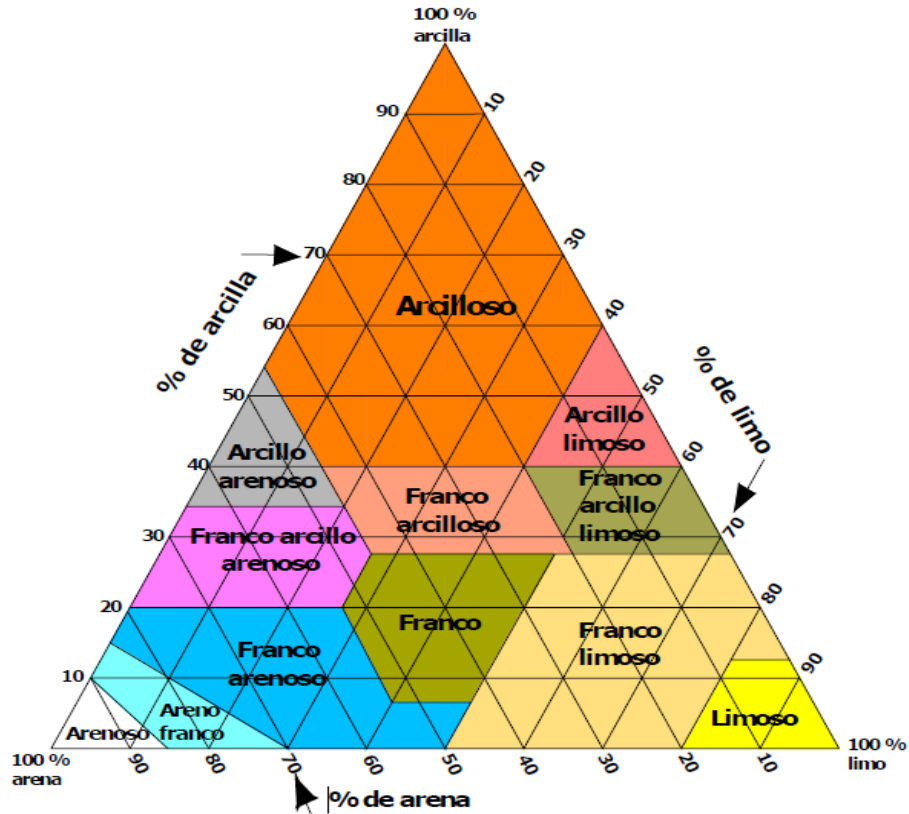 100 %
arcilla
90
10
80
20
70
30
% de arcilla
Arcilloso
60
40
% de limo
50
50
Arcillo
limoso
Arcillo
arenoso
40
60
Franco
arcilloso
Franco
arcillo
limoso
30
70
Franco arcillo
arenoso
20
80
Franco
Franco
limoso
Franco
arenoso
10
90
Areno
franco
Arenoso
Limoso
100 %
arena
90
80
70
60
50
40
30
20
10
100 %
limo
% de arena